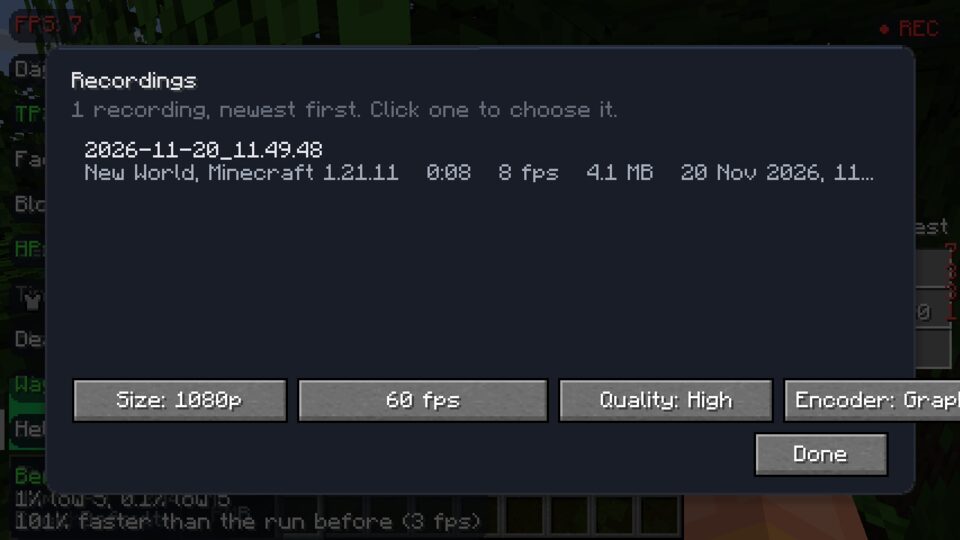 FPS: 7
REC
Recordings
1 recording, newest first. Click one to choose it.
2026-11-20_11.49.48
New World, Minecraft 1.21.11 0:08 8 fps 4.1 MB 20 Nov 2026, 11...
Size: 1080p
60 fps
Quality: High
Encoder: Grap
Done
1% low 5, 0.1% low 5
101% faster than the run before (3 fps)